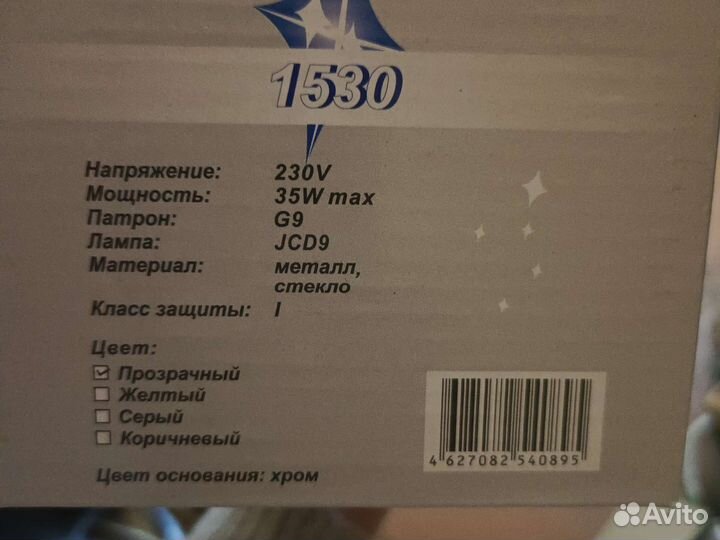 1530
Напряжение: 230V
Мощность: 35W max
Патрон: G9
Лампа: JCD9
Материал: металл,
стекло
Класс защиты: I
Цвет:
Прозрачный
Желтый
Серый
Коричневый
Цвет основания: хром
4 627082 540895
Avito